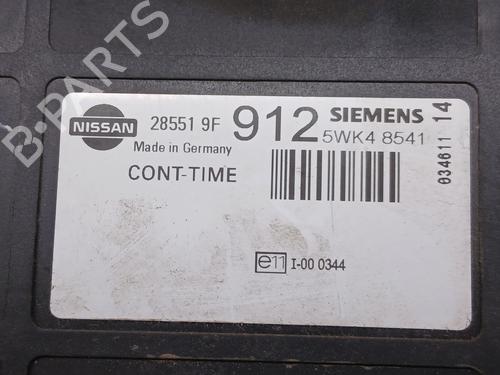 NISSAN
28551 9F 912
SIEMENS
5WK4 8541
Made in Germany
CONT-TIME
034611 14
e11 I-00 0344
B-PARTS